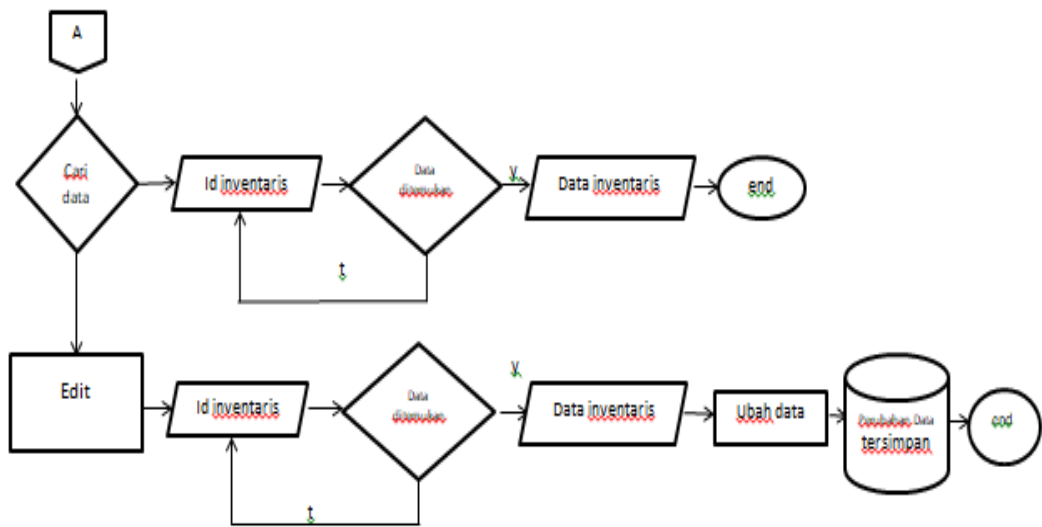 A
Cari
data
Id inventaris
Data
ditemukan
y
Data inventaris
end
t
Edit
Id inventaris
Data
ditemukan
y
Data inventaris
Ubah data
Perubahan Data
tersimpan
end
t